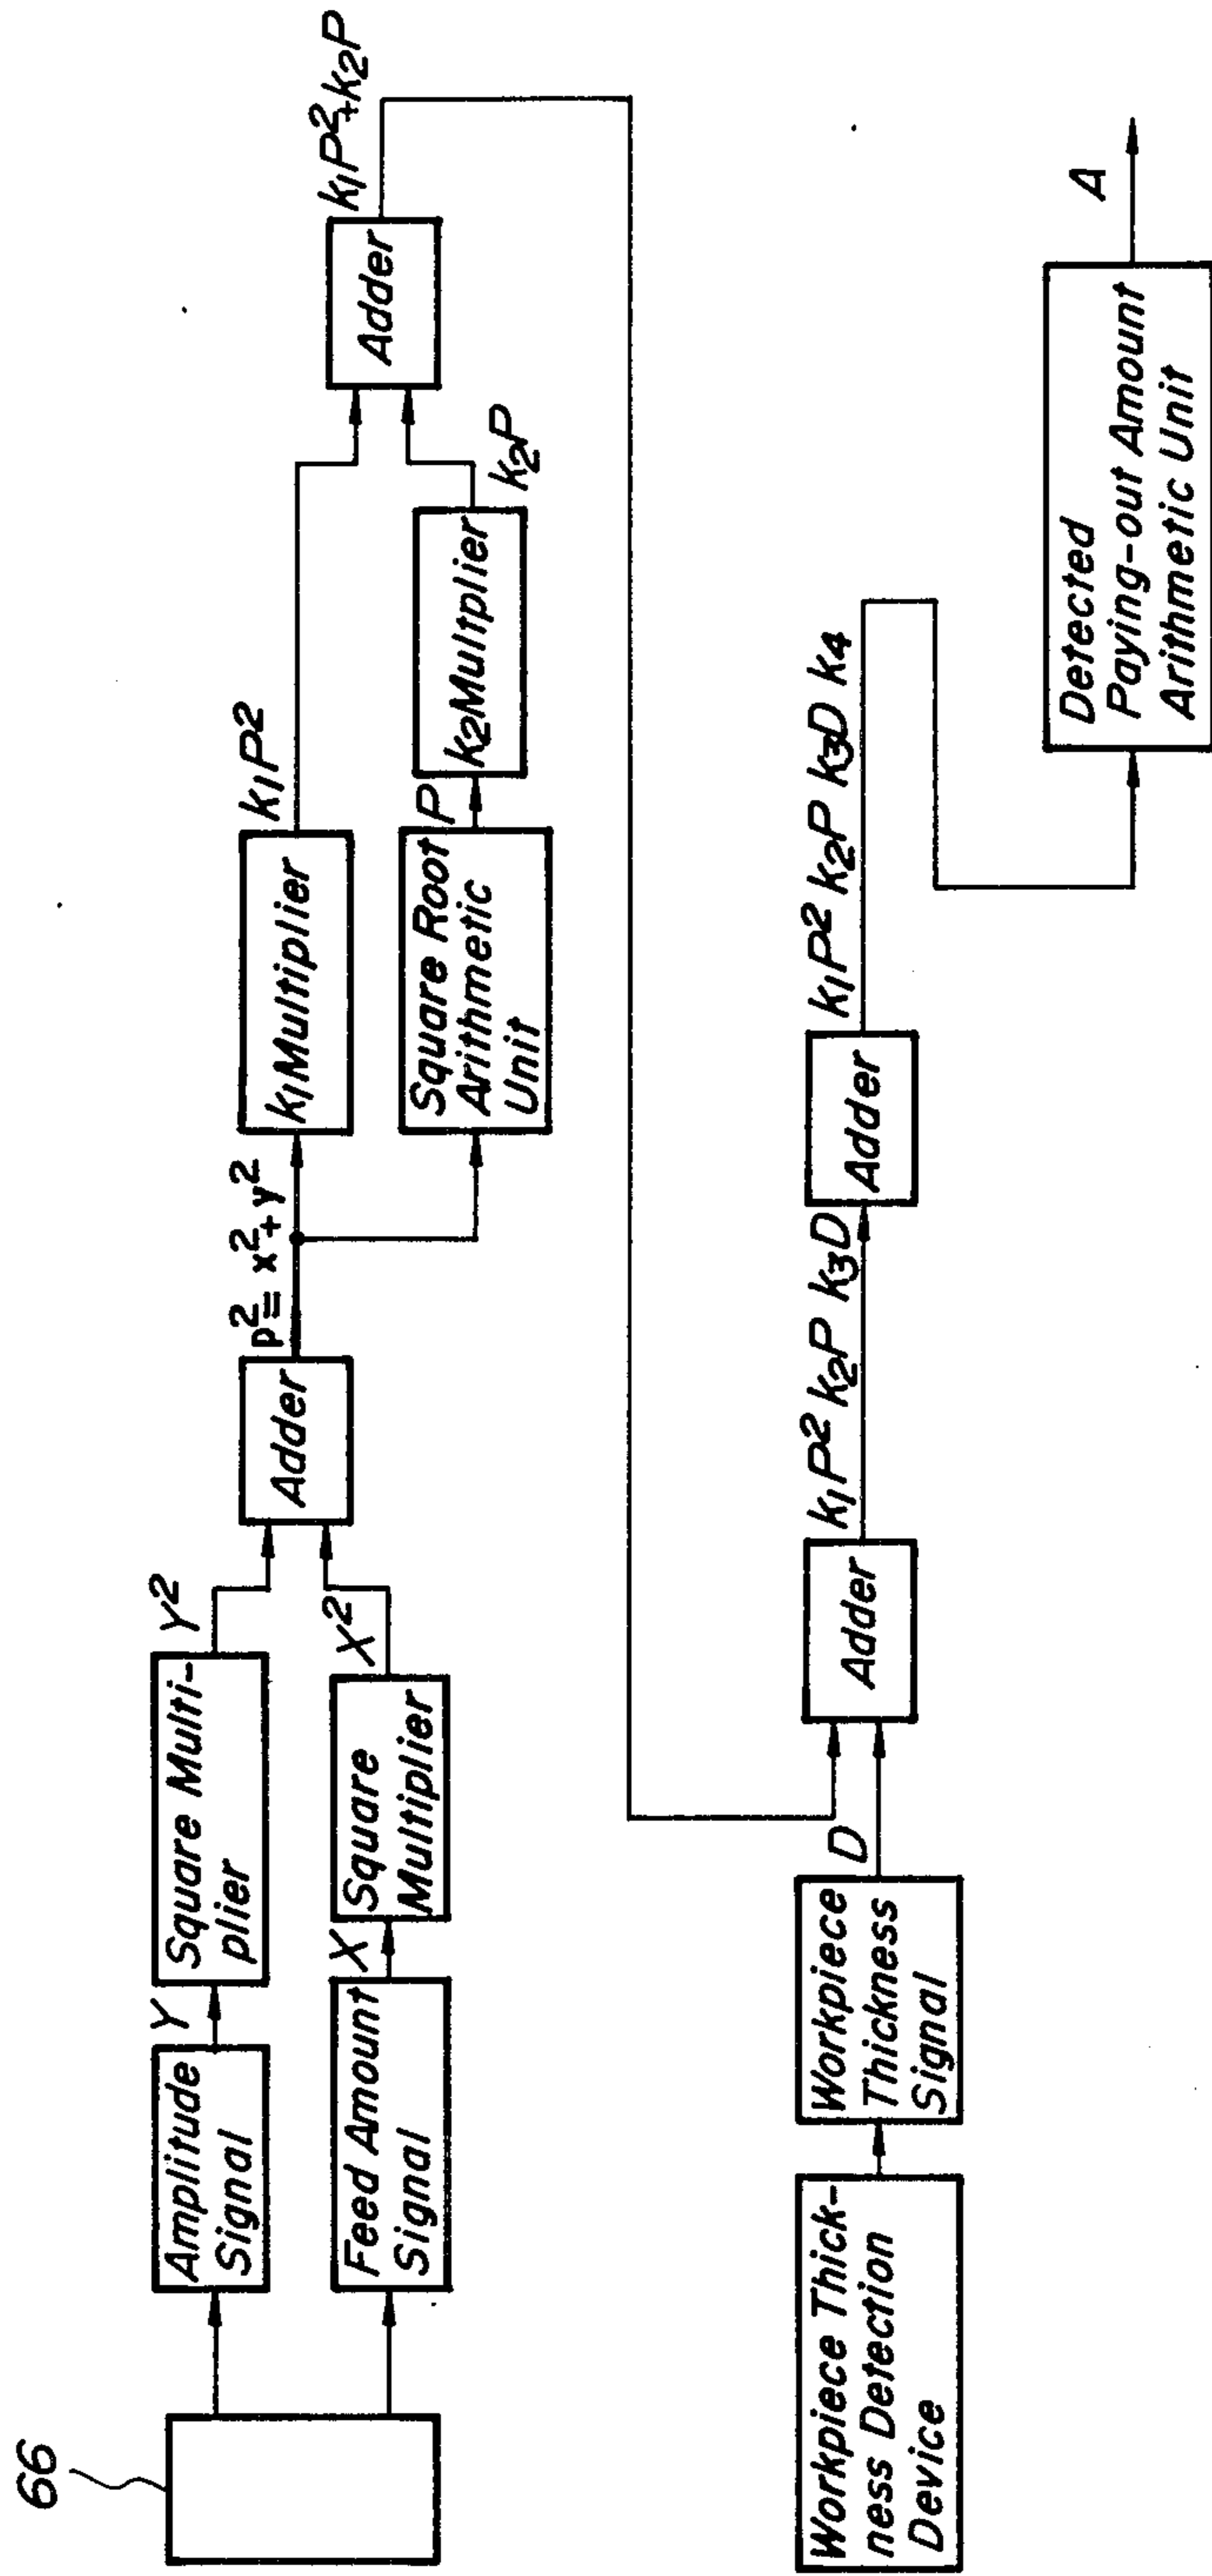 66
Amplitude
Signal
Y
Square Multi-
plier
Y²
Feed Amount
Signal
X
Square
Multiplier
X²
Adder
P² = x² + y²
k₁Multiplier
k₁P²
Square Root
Arithmetic
Unit
P
k₂Multiplier
k₂P
Adder
k₁P²+k₂P
Workpiece Thick-
ness Detection
Device
Workpiece
Thickness
Signal
D
Adder
k₁P² k₂P k₃D
Adder
k₁P² k₂P k₃D k₄
Detected
Paying-out Amount
Arithmetic Unit
A